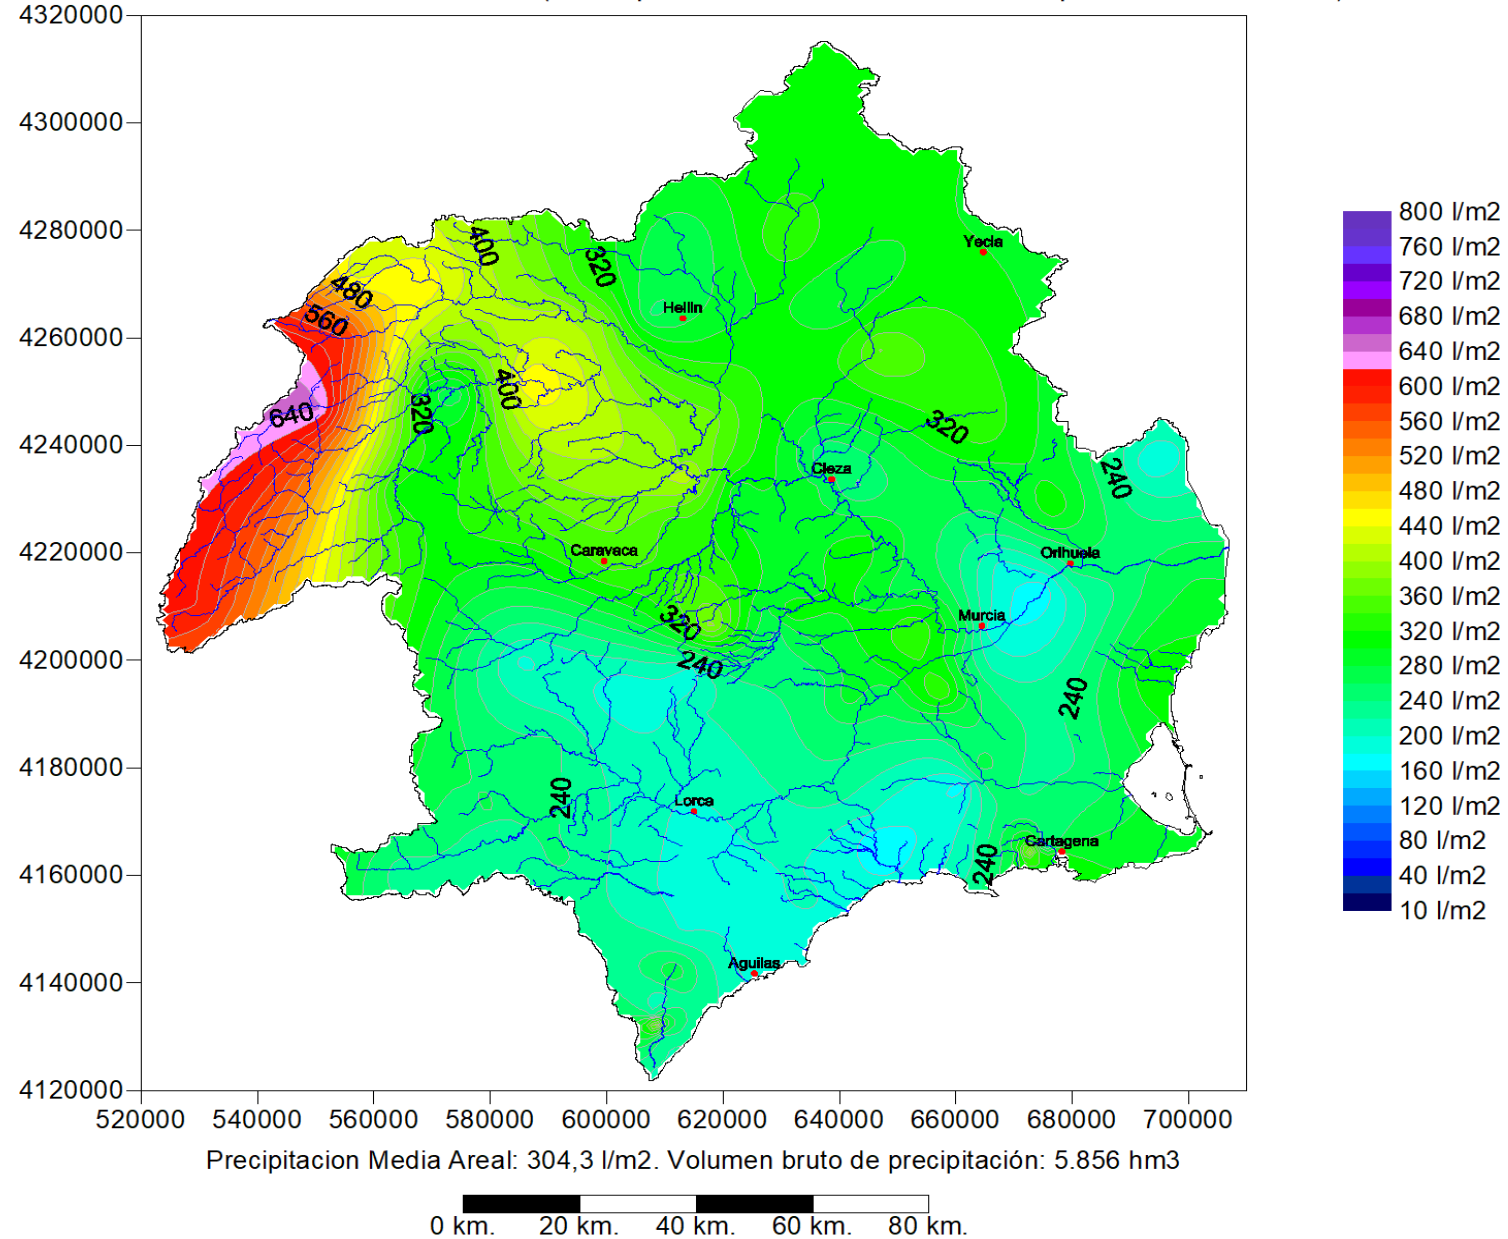 4320000
4300000
4280000
4260000
4240000
4220000
4200000
4180000
4160000
4140000
4120000
520000 540000 560000 580000 600000 620000 640000 660000 680000 700000
400
320
480
560
640
320
400
320
240
320
240
240
240
240
Yecla
Hellin
Cieza
Caravaca
Orihuela
Murcia
Lorca
Cartagena
Aguilas
800 l/m2
760 l/m2
720 l/m2
680 l/m2
640 l/m2
600 l/m2
560 l/m2
520 l/m2
480 l/m2
440 l/m2
400 l/m2
360 l/m2
320 l/m2
280 l/m2
240 l/m2
200 l/m2
160 l/m2
120 l/m2
80 l/m2
40 l/m2
10 l/m2
Precipitacion Media Areal: 304,3 l/m2. Volumen bruto de precipitación: 5.856 hm3
0 km. 20 km. 40 km. 60 km. 80 km.